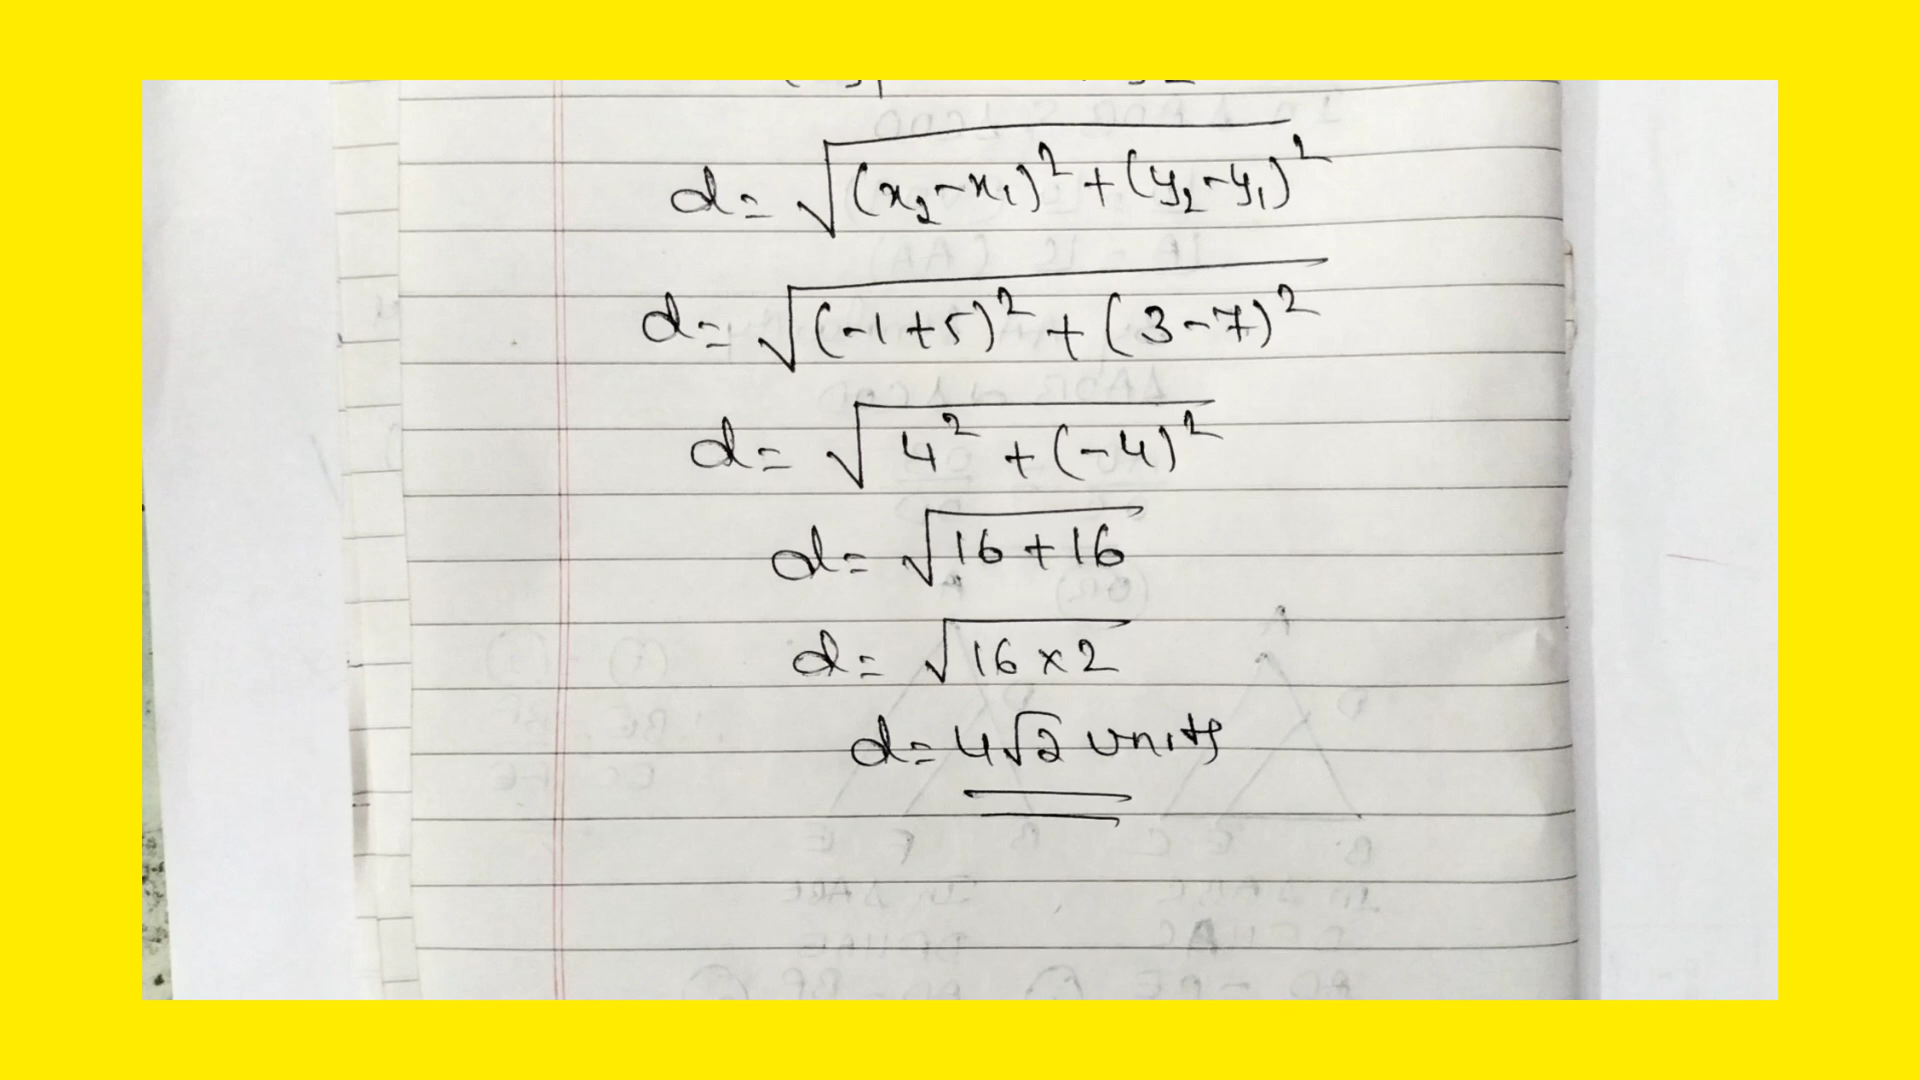 d = √(x₂-x₁)² + (y₂-y₁)²
d = √(-1+5)² + (3-7)²
d = √4² + (-4)²
d = √16+16
d = √16×2
d = 4√2 units